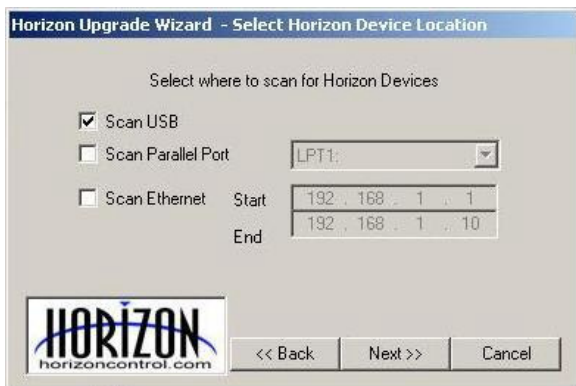 Horizon Upgrade Wizard - Select Horizon Device Location
Select where to scan for Horizon Devices
Scan USB
Scan Parallel Port LPT1:
Scan Ethernet Start 192 . 168 . 1 . 1
End 192 . 168 . 1 . 10
HORIZON
horizoncontrol.com
<< Back Next >> Cancel